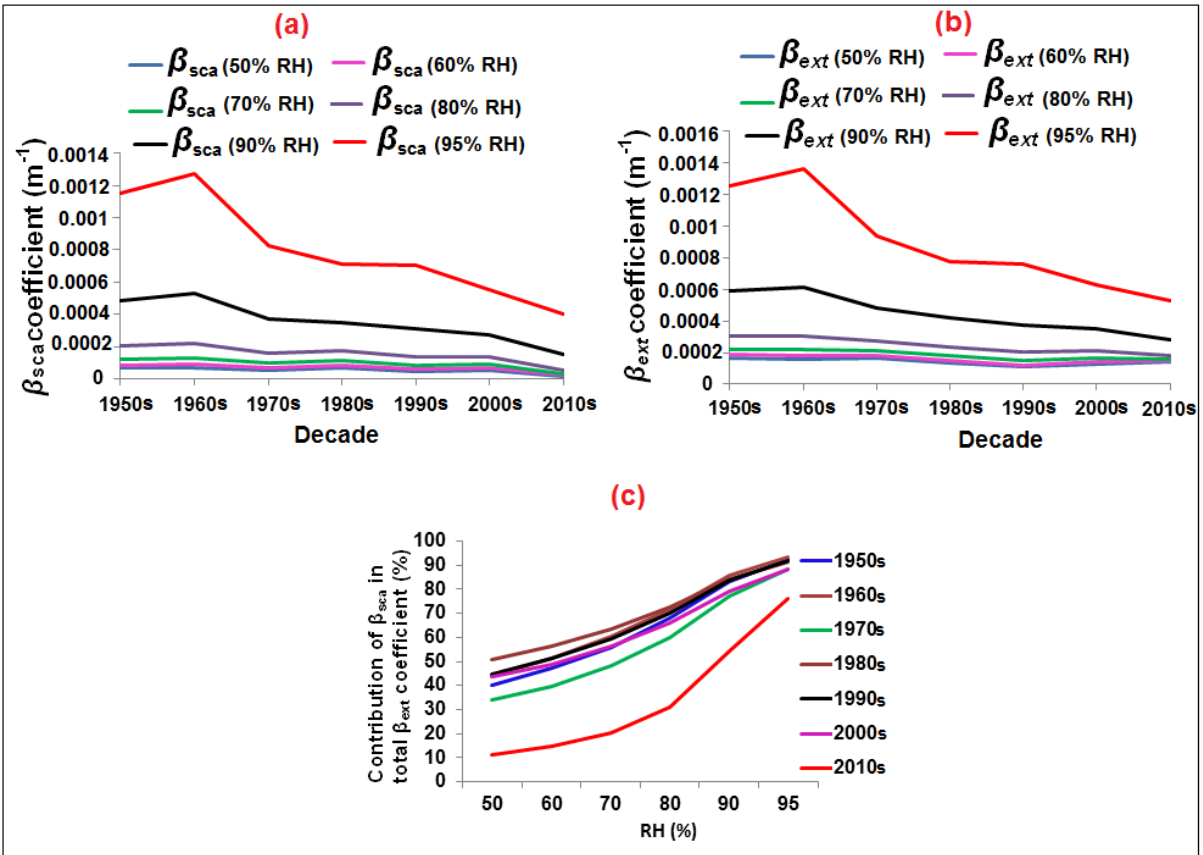 (a)
βsca (50% RH) βsca (60% RH)
βsca (70% RH) βsca (80% RH)
βsca (90% RH) βsca (95% RH)
βsca coefficient (m⁻¹)
0.0014
0.0012
0.001
0.0008
0.0006
0.0004
0.0002
0
1950s 1960s 1970s 1980s 1990s 2000s 2010s
Decade
(b)
βext (50% RH) βext (60% RH)
βext (70% RH) βext (80% RH)
βext (90% RH) βext (95% RH)
βext coefficient (m⁻¹)
0.0016
0.0014
0.0012
0.001
0.0008
0.0006
0.0004
0.0002
0
1950s 1960s 1970s 1980s 1990s 2000s 2010s
Decade
(c)
Contribution of βsca in
total βext coefficient (%)
100
90
80
70
60
50
40
30
20
10
0
50 60 70 80 90 95
RH (%)
1950s
1960s
1970s
1980s
1990s
2000s
2010s